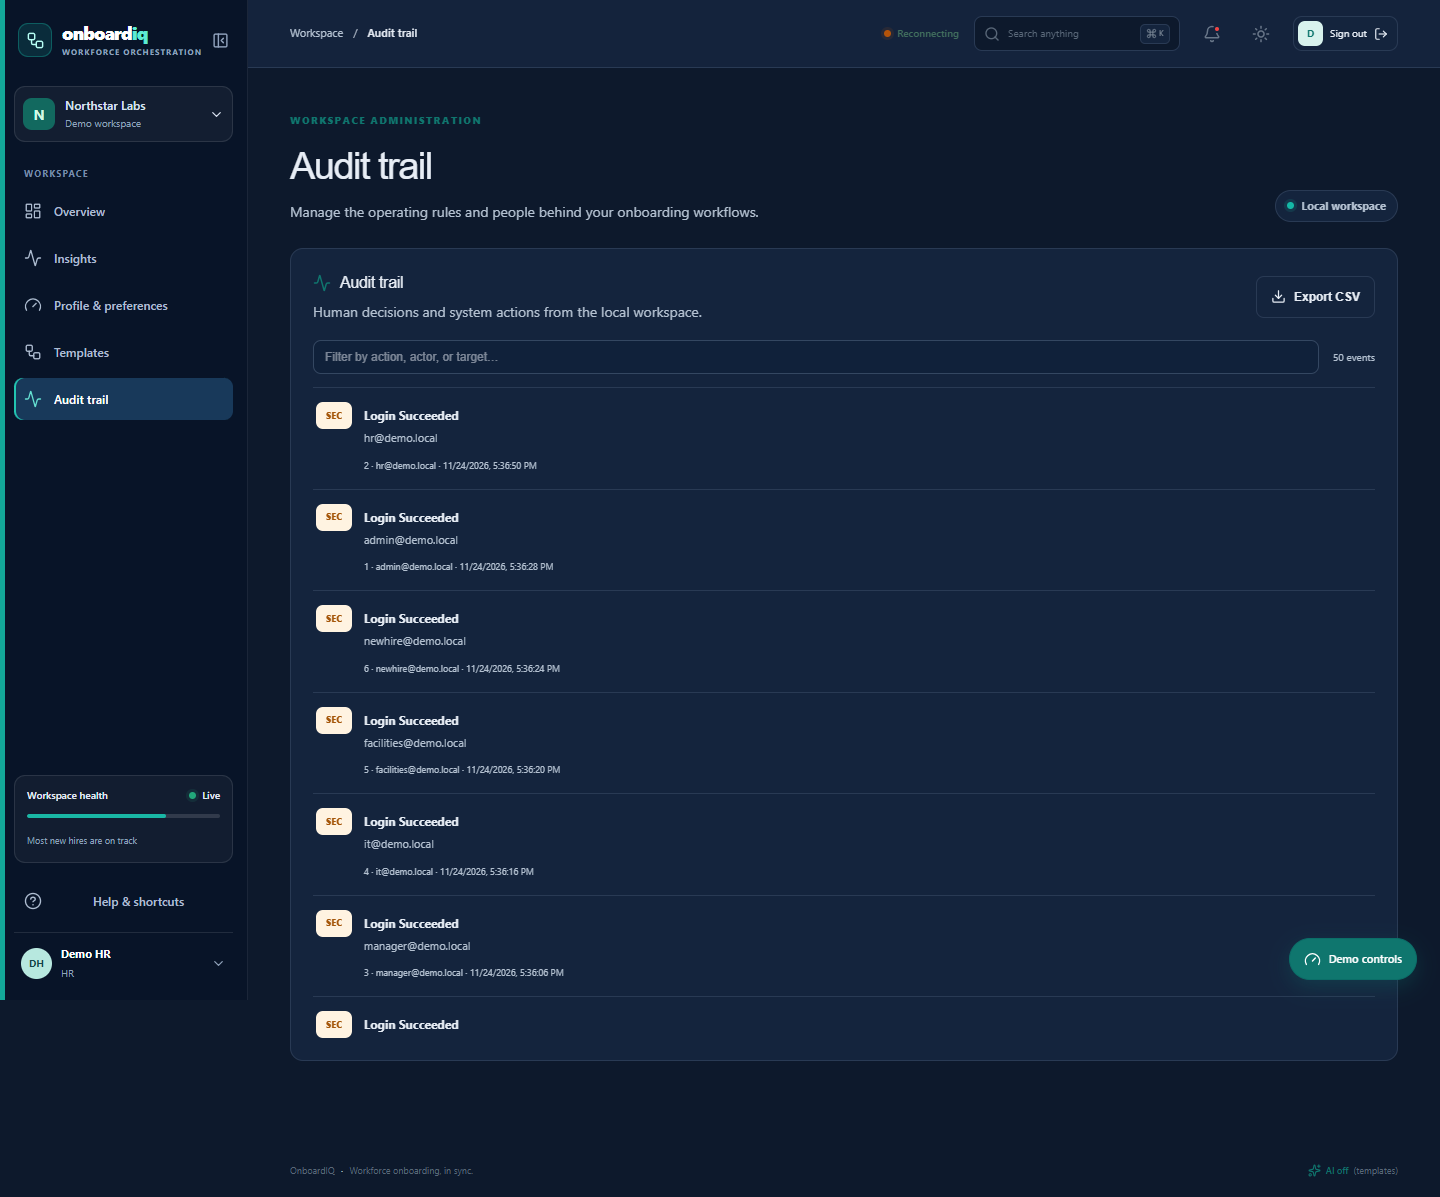 onboardiq
WORKFORCE ORCHESTRATION
N
Northstar Labs
Demo workspace
WORKSPACE
Overview
Insights
Profile & preferences
Templates
Audit trail
Workspace health
Live
Most new hires are on track
Help & shortcuts
DH
Demo HR
HR
Workspace / Audit trail
Reconnecting
Search anything
⌘ K
D
Sign out
WORKSPACE ADMINISTRATION
Audit trail
Manage the operating rules and people behind your onboarding workflows.
Local workspace
Audit trail
Human decisions and system actions from the local workspace.
Export CSV
Filter by action, actor, or target...
50 events
SEC
Login Succeeded
hr@demo.local
2 · hr@demo.local · 11/24/2026, 5:36:50 PM
SEC
Login Succeeded
admin@demo.local
1 · admin@demo.local · 11/24/2026, 5:36:28 PM
SEC
Login Succeeded
newhire@demo.local
6 · newhire@demo.local · 11/24/2026, 5:36:24 PM
SEC
Login Succeeded
facilities@demo.local
5 · facilities@demo.local · 11/24/2026, 5:36:20 PM
SEC
Login Succeeded
it@demo.local
4 · it@demo.local · 11/24/2026, 5:36:16 PM
SEC
Login Succeeded
manager@demo.local
3 · manager@demo.local · 11/24/2026, 5:36:06 PM
SEC
Login Succeeded
Demo controls
OnboardIQ · Workforce onboarding, in sync.
AI off (templates)